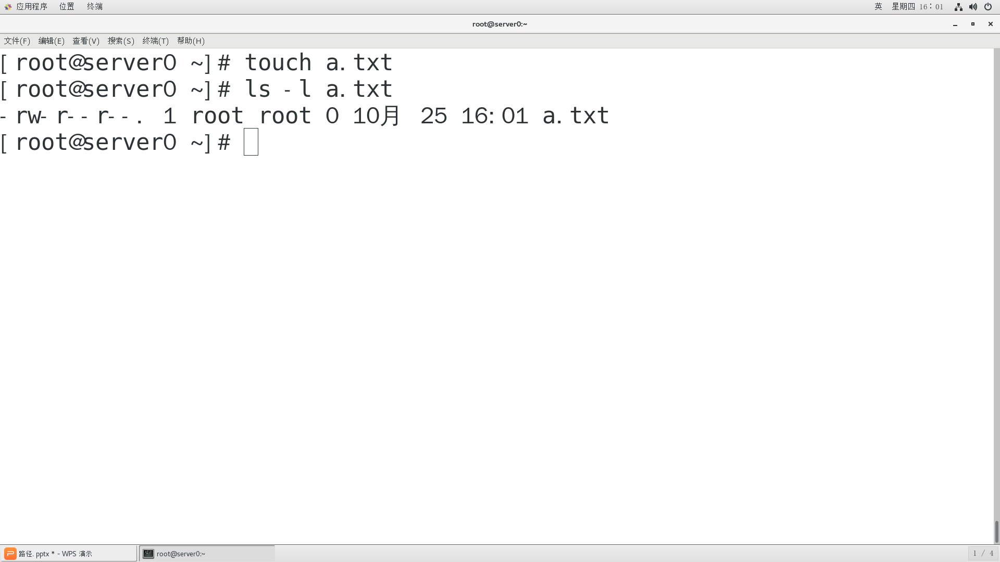 应用程序 位置 终端 英 星期四 16：01
root@server0:~
文件(F) 编辑(E) 查看(V) 搜索(S) 终端(T) 帮助(H)
[root@server0 ~]# touch a.txt
[root@server0 ~]# ls -l a.txt
-rw-r--r--. 1 root root 0 10月  25 16:01 a.txt
[root@server0 ~]#
路径.pptx * - WPS 演示 root@server0:~ 1 / 4